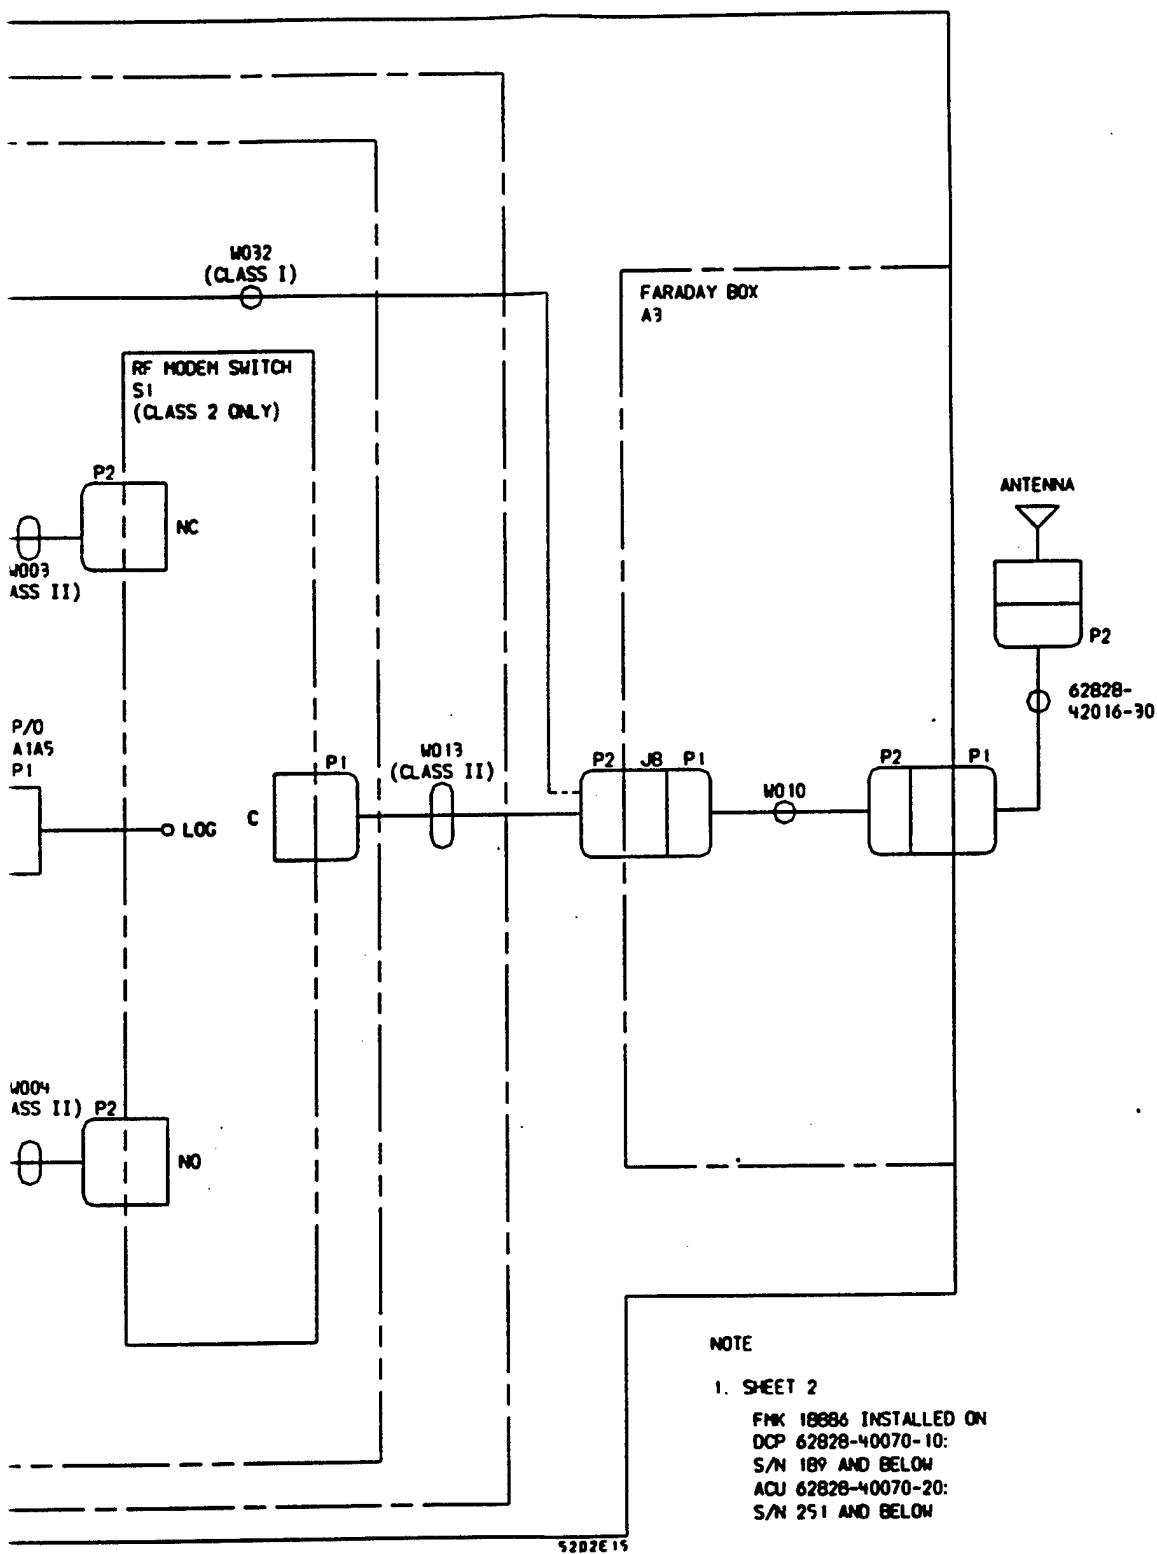 W032
(CLASS I)
FARADAY BOX
A3
RF MODEM SWITCH
S1
(CLASS 2 ONLY)
P2
NC
W003
ASS II)
ANTENNA
P2
62828-
42016-30
P/O
A1A5
P1
LOG
C
P1
W013
(CLASS II)
P2 J8 P1
W010
P2 P1
W004
ASS II) P2
NO
NOTE
1. SHEET 2
FMK 18886 INSTALLED ON
DCP 62828-40070-10:
S/N 189 AND BELOW
ACU 62828-40070-20:
S/N 251 AND BELOW
52D2E15